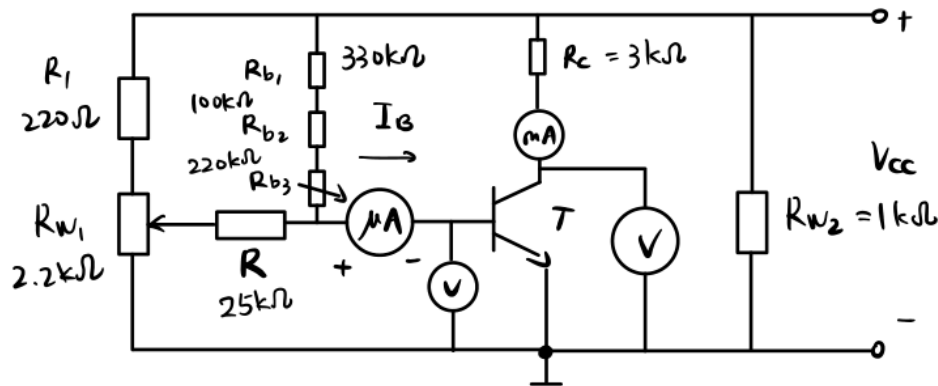 R1
220Ω
Rw1
2.2kΩ
R
25kΩ
Rb1
330kΩ
100kΩ
Rb2
220kΩ
Rb3
IB
μA
+
-
V
Rc = 3kΩ
mA
T
V
Rw2 = 1kΩ
+
Vcc
-